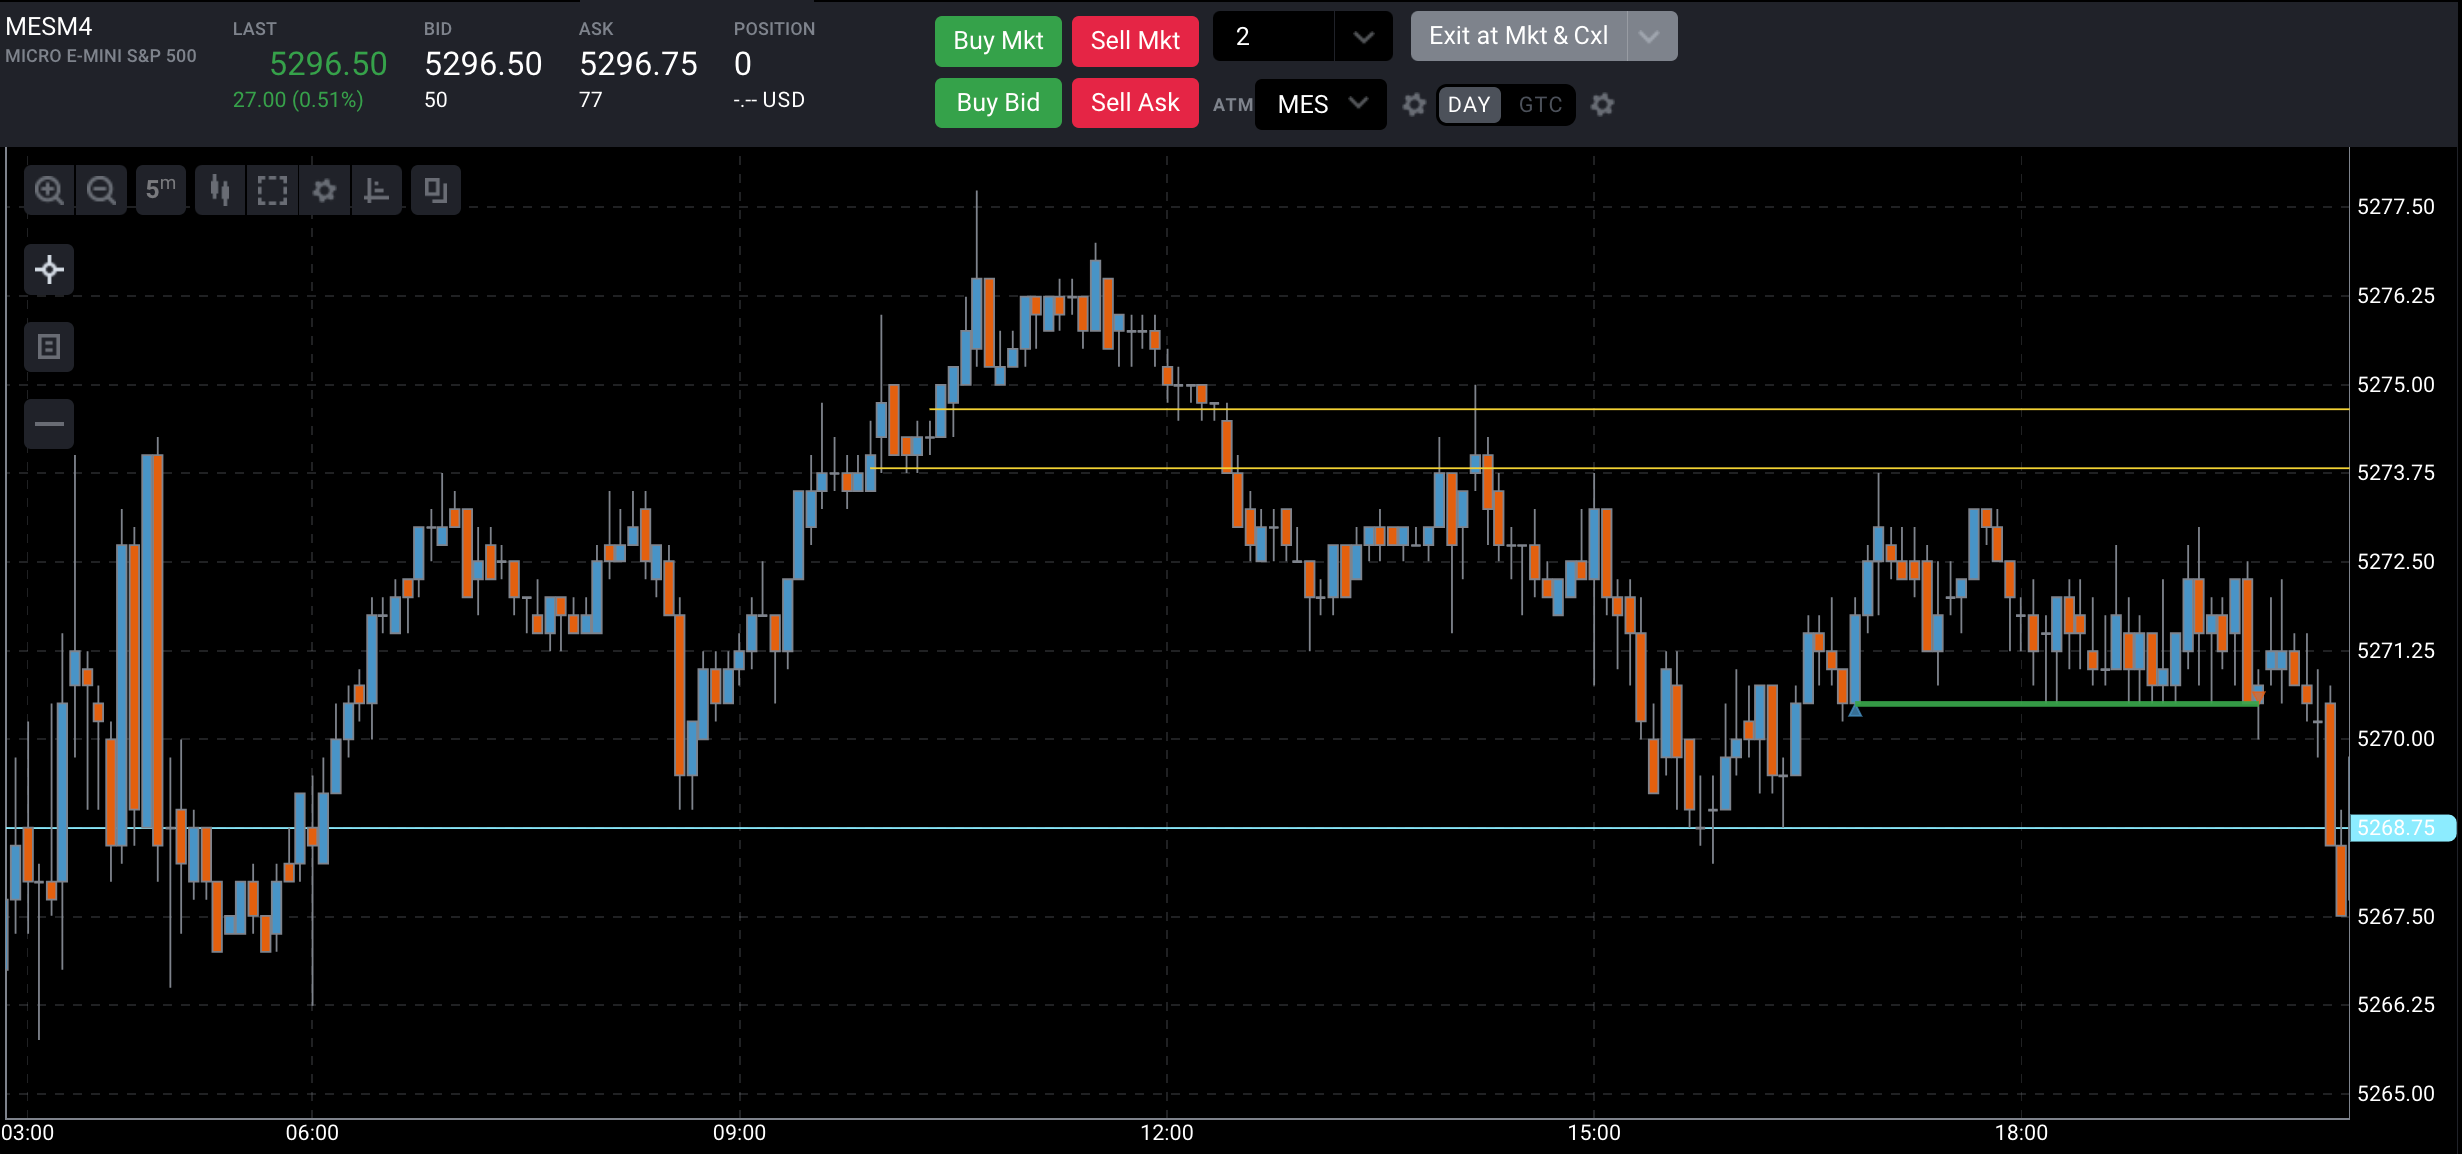 MESM4
MICRO E-MINI S&P 500
LAST
5296.50
27.00 (0.51%)
BID
5296.50
50
ASK
5296.75
77
POSITION
0
-.-- USD
Buy Mkt
Sell Mkt
2
Exit at Mkt & Cxl
Buy Bid
Sell Ask
ATM
MES
DAY
GTC
5m
5277.50
5276.25
5275.00
5273.75
5272.50
5271.25
5270.00
5268.75
5267.50
5266.25
5265.00
03:00
06:00
09:00
12:00
15:00
18:00